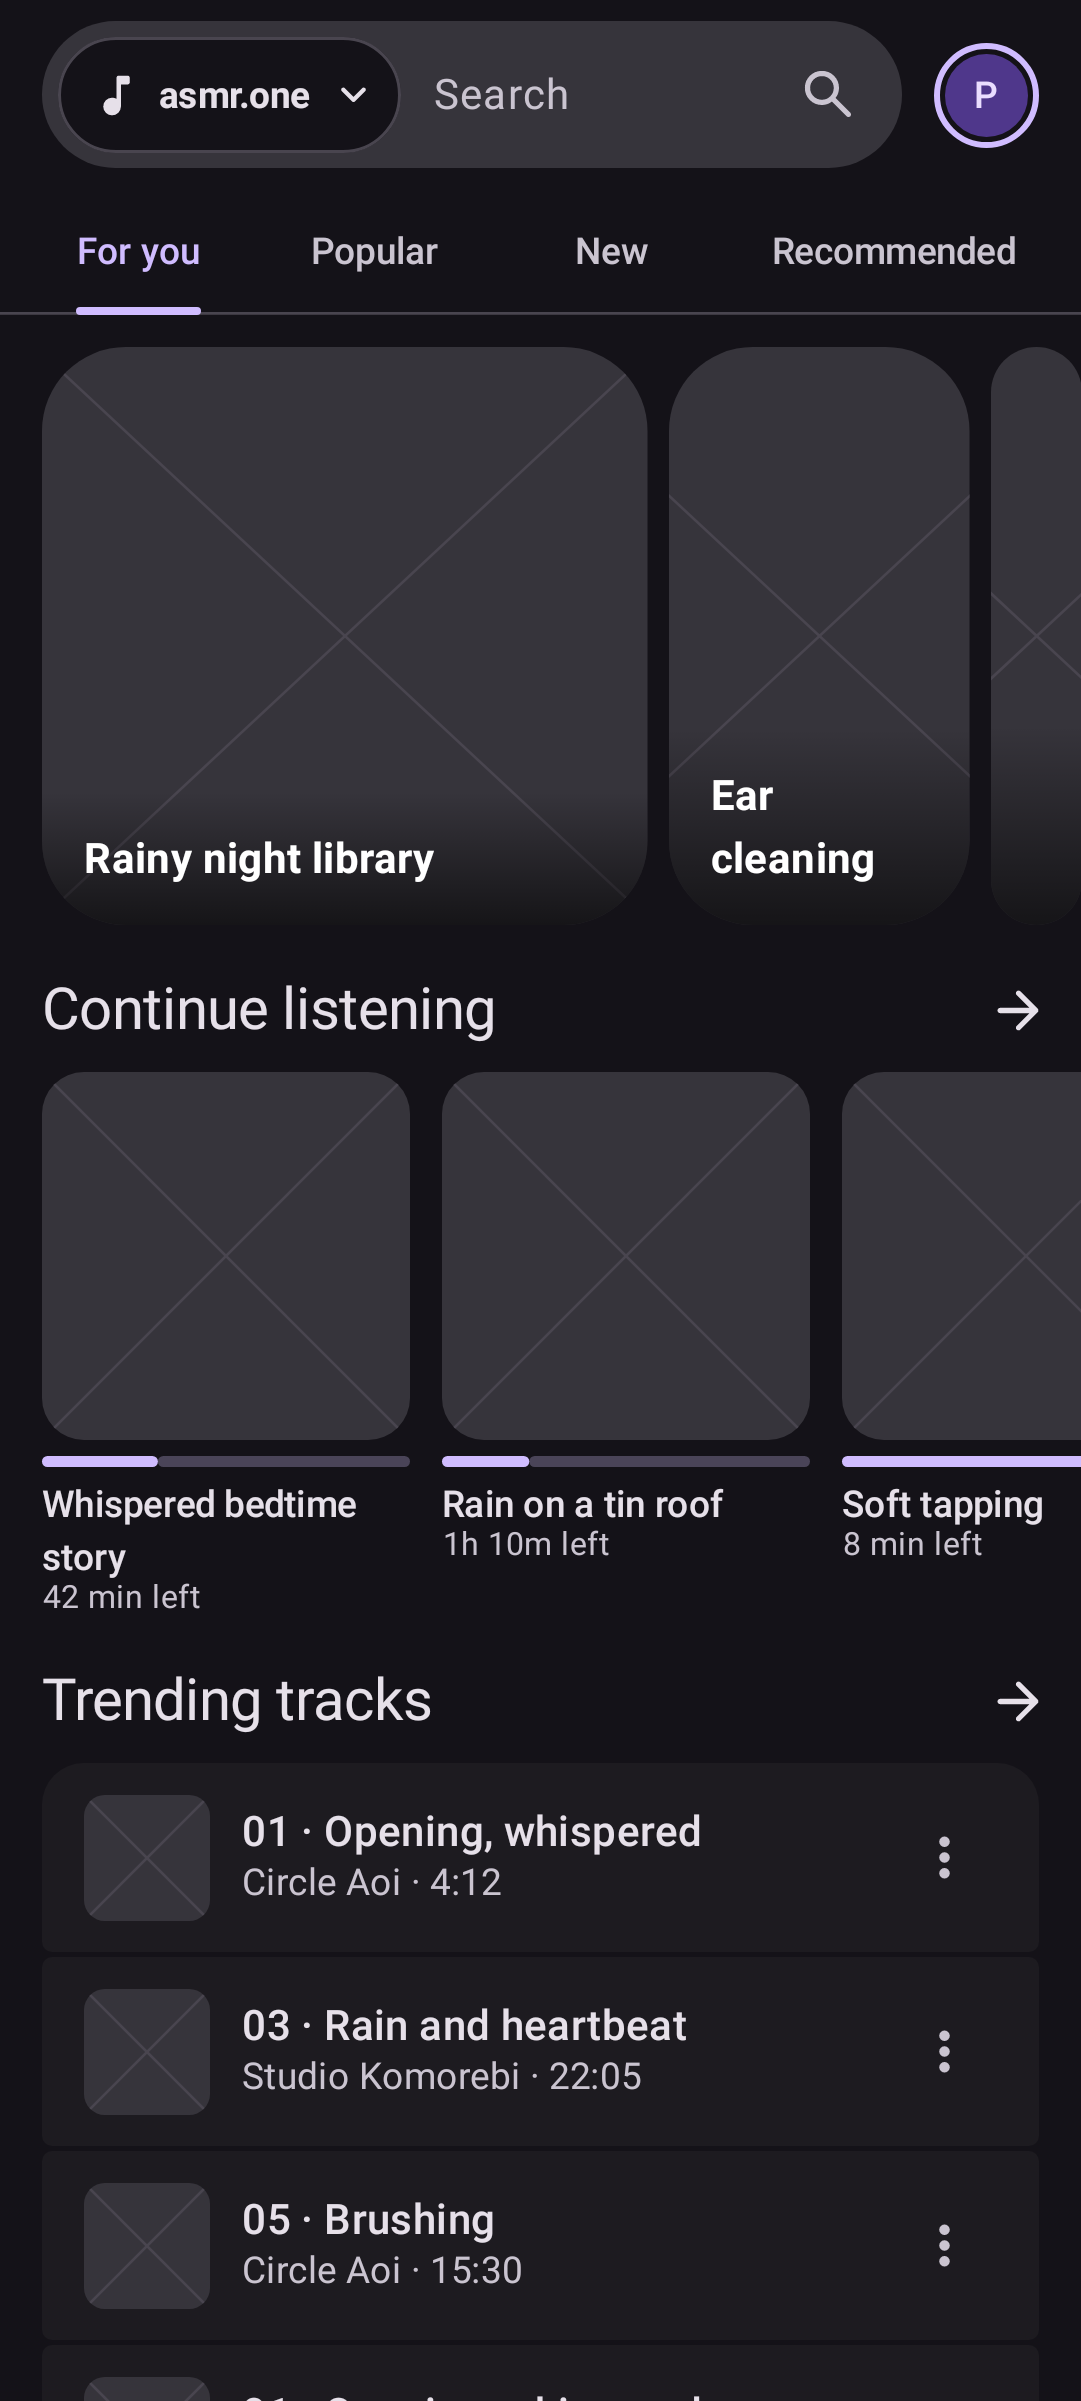 asmr.one
Search
P
For you
Popular
New
Recommended
Rainy night library
Ear
cleaning
Continue listening
Whispered bedtime
story
42 min left
Rain on a tin roof
1h 10m left
Soft tapping
8 min left
Trending tracks
01 · Opening, whispered
Circle Aoi · 4:12
03 · Rain and heartbeat
Studio Komorebi · 22:05
05 · Brushing
Circle Aoi · 15:30